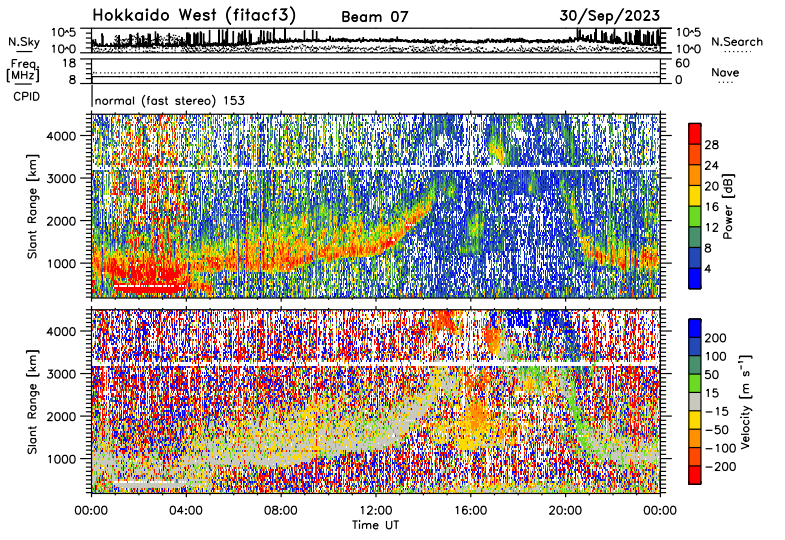 Hokkaido West (fitacf3) Beam 07 30/Sep/2023
N.Sky 10^5 10^0 10^5 10^0 N.Search
Freq. [MHz] 18 8 60 0 Nave
CPID normal (fast stereo) 153
Slant Range [km] 4000 3000 2000 1000
Power [dB] 28 24 20 16 12 8 4
Slant Range [km] 4000 3000 2000 1000
Velocity [m s⁻¹] 200 100 50 15 −15 −50 −100 −200
00:00 04:00 08:00 12:00 16:00 20:00 00:00
Time UT